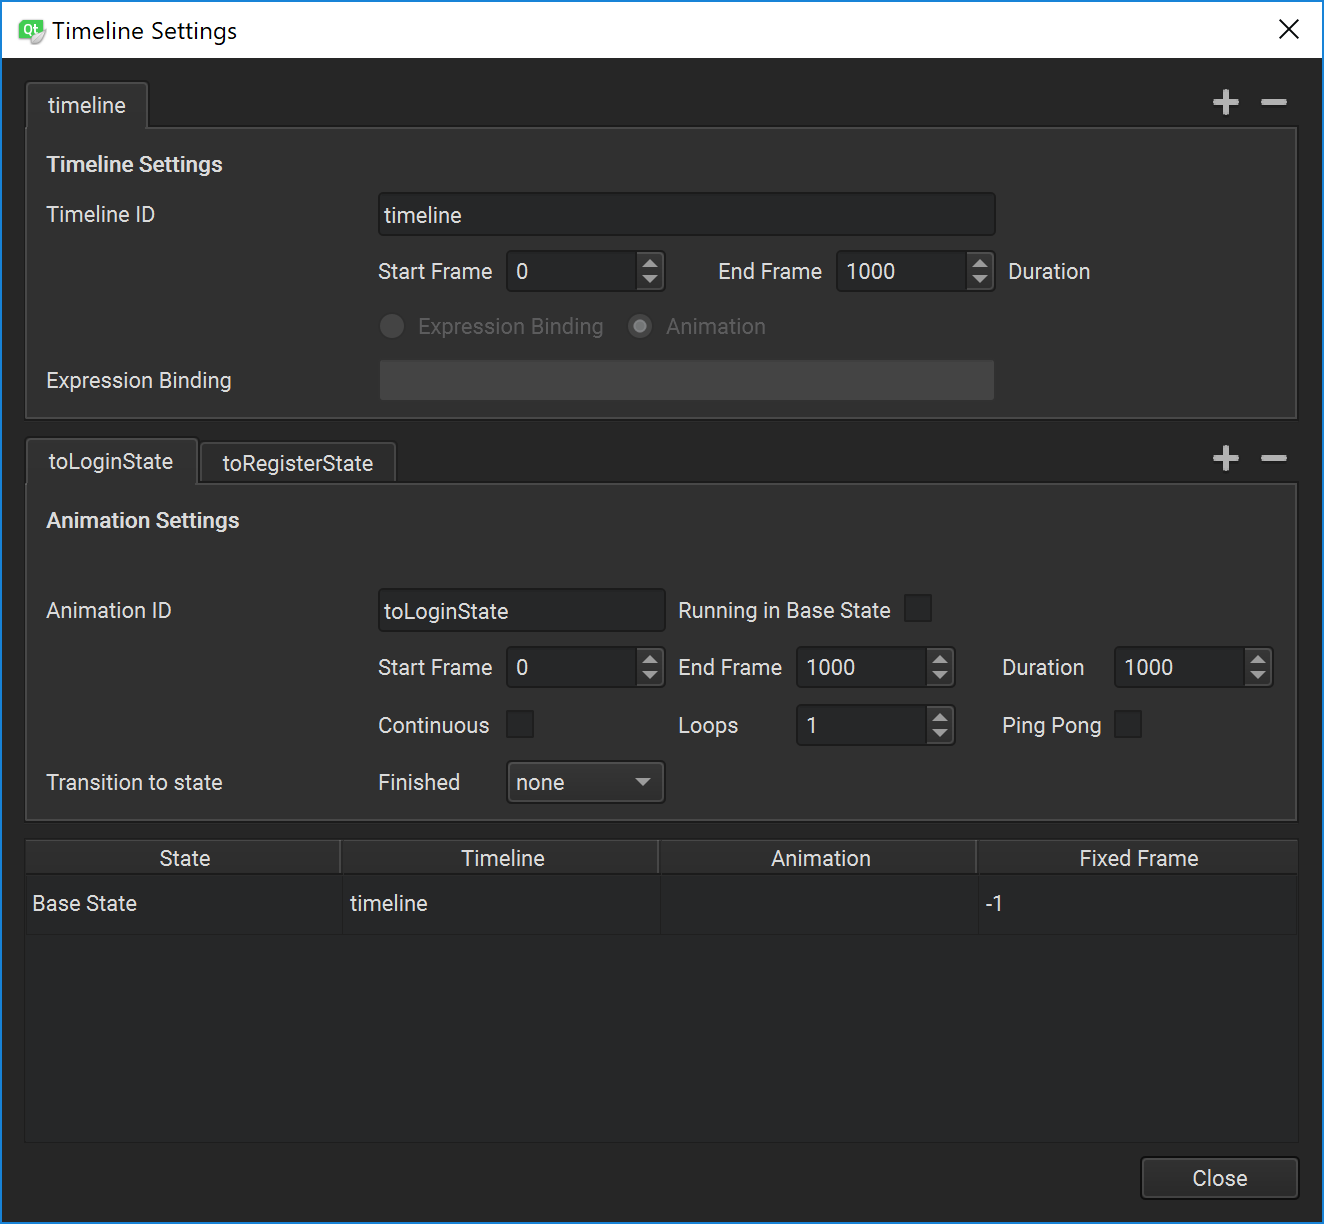 Qt Timeline Settings
timeline
Timeline Settings
Timeline ID timeline
Start Frame 0 End Frame 1000 Duration
Expression Binding Animation
Expression Binding
toLoginState toRegisterState
Animation Settings
Animation ID toLoginState Running in Base State
Start Frame 0 End Frame 1000 Duration 1000
Continuous Loops 1 Ping Pong
Transition to state Finished none
State Timeline Animation Fixed Frame
Base State timeline -1
Close